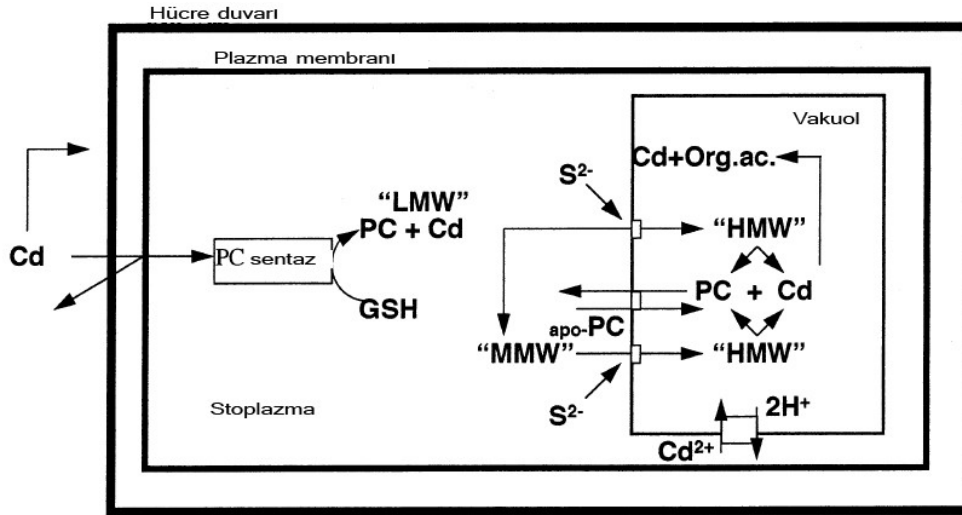 Hücre duvarı
Plazma membranı
Vakuol
Cd+Org.ac.
S²⁻
“LMW”
PC + Cd
“HMW”
Cd
PC sentaz
PC + Cd
GSH
apo-PC
“MMW”
“HMW”
Stoplazma
S²⁻
2H⁺
Cd²⁺